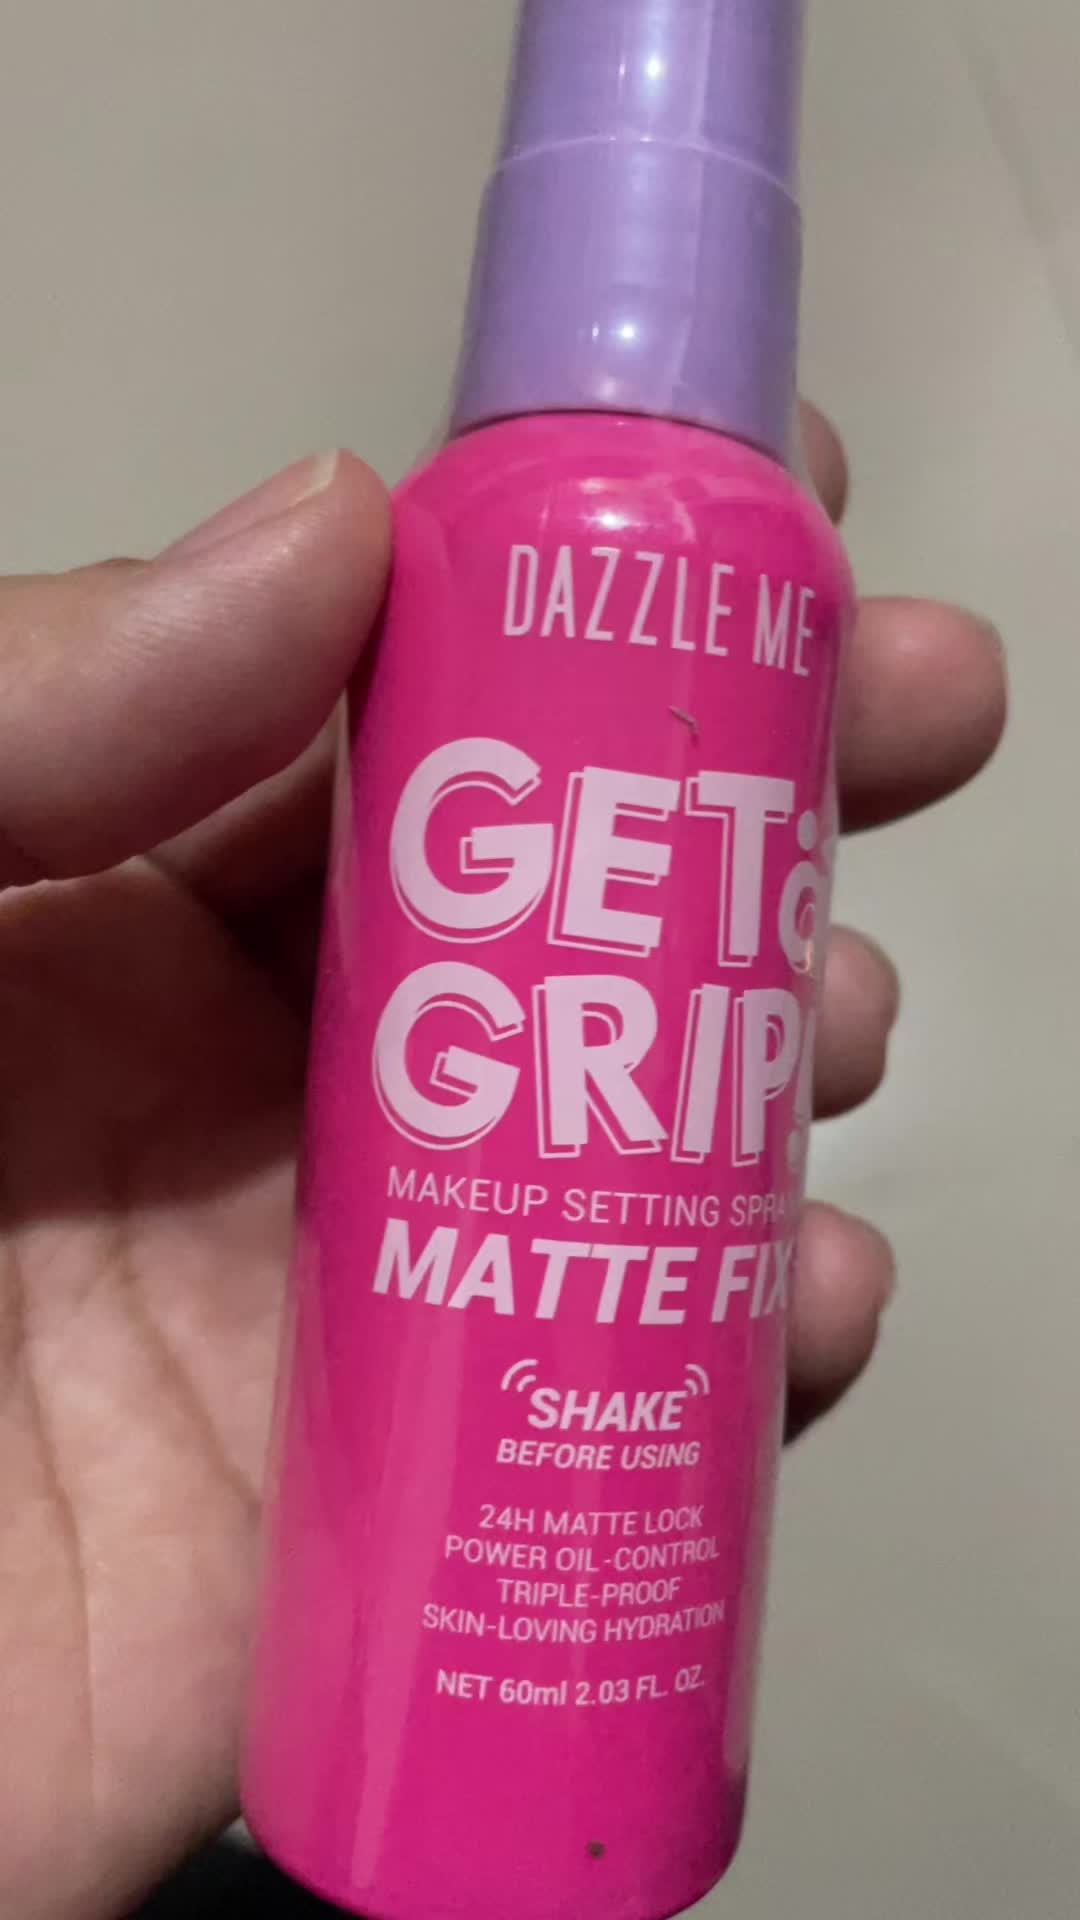 DAZZLE ME
GET a
GRIP!
MAKEUP SETTING SPRAY
MATTE FIX
SHAKE
BEFORE USING
24H MATTE LOCK
POWER OIL-CONTROL
TRIPLE-PROOF
SKIN-LOVING HYDRATION
NET 60ml 2.03 FL. OZ.